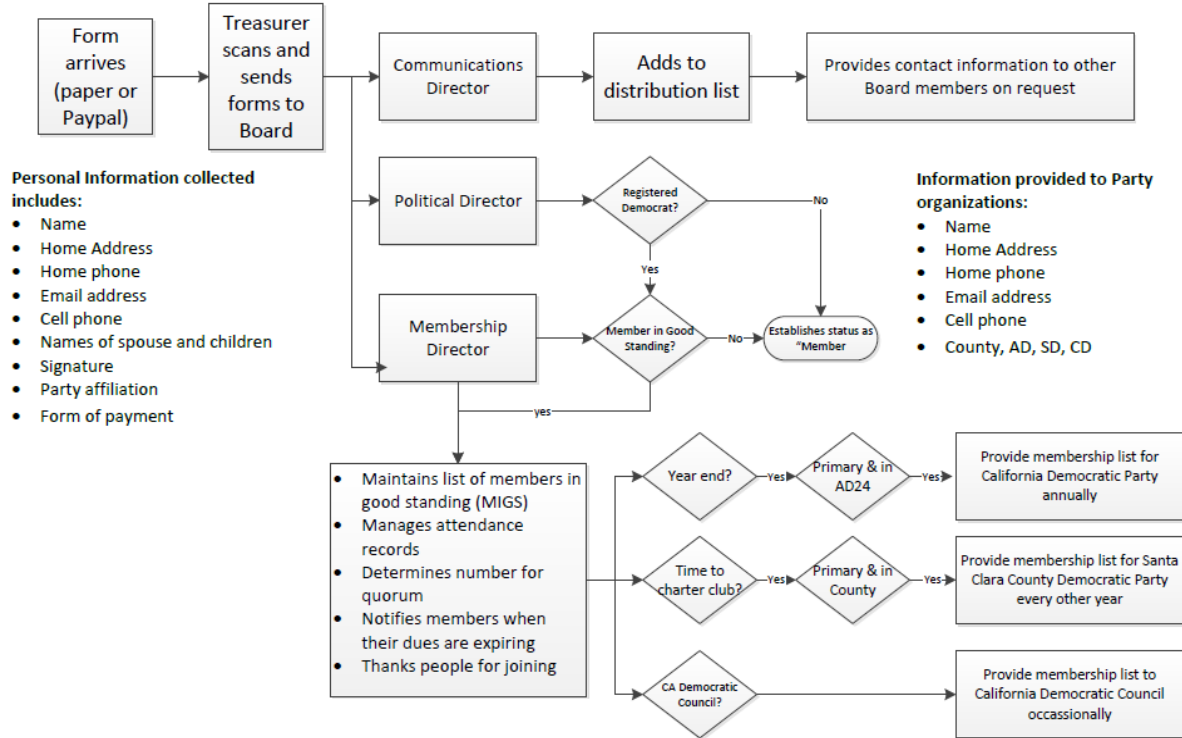 Form
arrives
(paper or
Paypal)
Treasurer
scans and
sends
forms to
Board
Communications
Director
Adds to
distribution list
Provides contact information to other
Board members on request
Personal Information collected
includes:
• Name
• Home Address
• Home phone
• Email address
• Cell phone
• Names of spouse and children
• Signature
• Party affiliation
• Form of payment
Political Director
Registered
Democrat?
No
Yes
Information provided to Party
organizations:
• Name
• Home Address
• Home phone
• Email address
• Cell phone
• County, AD, SD, CD
Membership
Director
Member in Good
Standing?
No
Establishes status as
"Member
yes
• Maintains list of members in
good standing (MIGS)
• Manages attendance
records
• Determines number for
quorum
• Notifies members when
their dues are expiring
• Thanks people for joining
Year end?
Yes
Primary & in
AD24
Yes
Provide membership list for
California Democratic Party
annually
Time to
charter club?
Yes
Primary & in
County
Yes
Provide membership list for Santa
Clara County Democratic Party
every other year
CA Democratic
Council?
Provide membership list to
California Democratic Council
occassionally